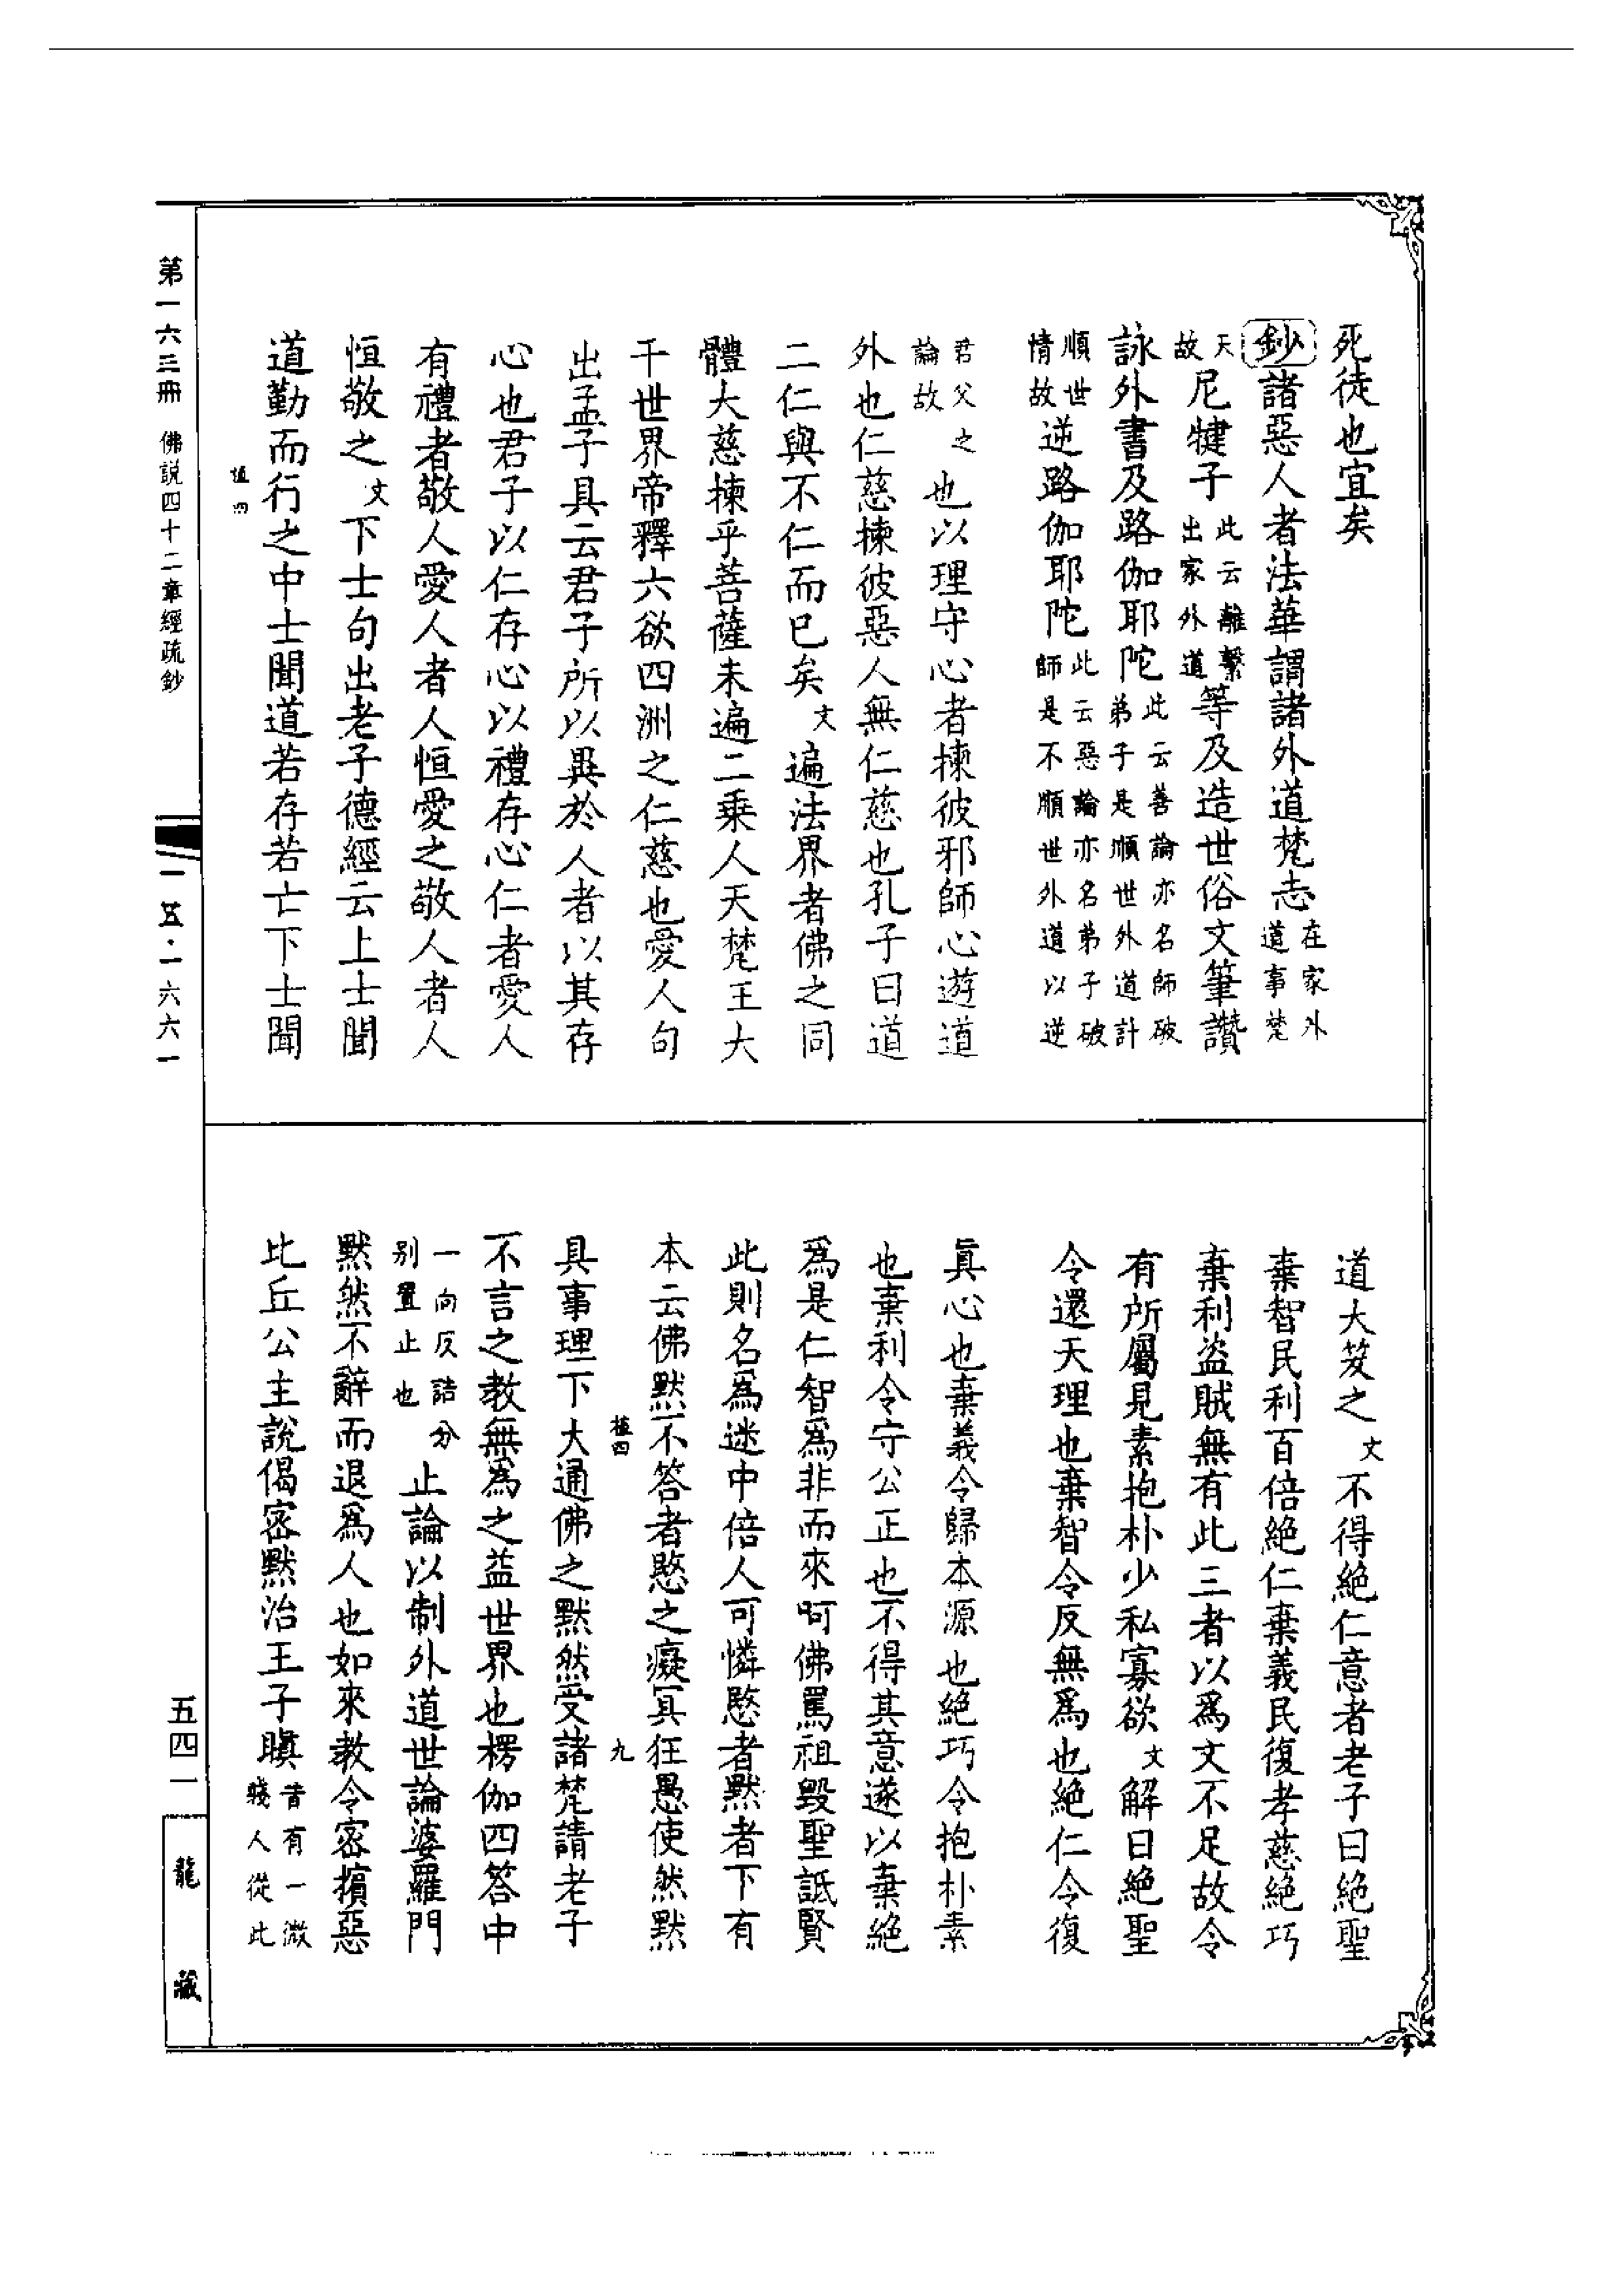 死徒也宜矣
鈔諸惡人者法華謂諸外道梵志在家外道事梵
天故尼犍子此云離繫出家外道等及造世俗文筆讚
詠外書及路伽耶陀此云善論亦名師破弟子是順世外道計
順世情故逆路伽耶陀此云惡論亦名弟子破師是不順世外道以逆
君父之論故也以理守心者揀彼邪師心遊道
外也仁慈揀彼惡人無仁慈也孔子曰道
二仁與不仁而已矣文遍法界者佛之同
體大慈揀乎菩薩未遍二乘人天梵王大
千世界帝釋六欲四洲之仁慈也愛人句
出孟子具云君子所以異於人者以其存
心也君子以仁存心以禮存心仁者愛人
有禮者敬人愛人者人恒愛之敬人者人
恒敬之文下士句出老子德經云上士聞
道勤而行之中士聞道若存若亡下士聞
道大笑之文不得絕仁意者老子曰絕聖
棄智民利百倍絕仁棄義民復孝慈絕巧
棄利盜賊無有此三者以為文不足故令
有所屬見素抱朴少私寡欲文解曰絕聖
令還天理也棄智令反無為也絕仁令復
真心也棄義令歸本源也絕巧令抱朴素
也棄利令守公正也不得其意遂以棄絕
為是仁智為非而來呵佛罵祖毀聖詆賢
此則名為迷中倍人可憐愍者默者下有
本云佛默不答者愍之癡冥狂愚使然默
植四
九
具事理下大通佛之默然受諸梵請老子
不言之教無為之益世界也楞伽四答中
一向反詰分別置止也止論以制外道世論婆羅門
默然不辭而退為人也如來教令密擯惡
比丘公主說偈密默治王子瞋昔有一微賤人從此
第一六三冊 佛說四十二章經疏鈔
一五·一六六一
五四一
龍藏